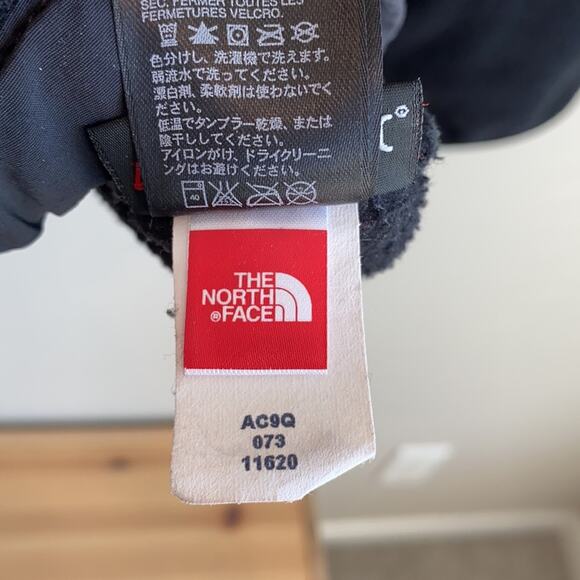 SEC. FERMER TOUTES LES
FERMETURES VELCRO.
色分けし、洗濯機で洗えます。
弱流水で洗ってください。
漂白剤、柔軟剤は使わないでく
ださい。
低温でタンブラー乾燥、または
陰干ししてください。
アイロンがけ、ドライクリーニ
ングはお避けください。
40
THE
NORTH
®FACE
AC9Q
073
11620